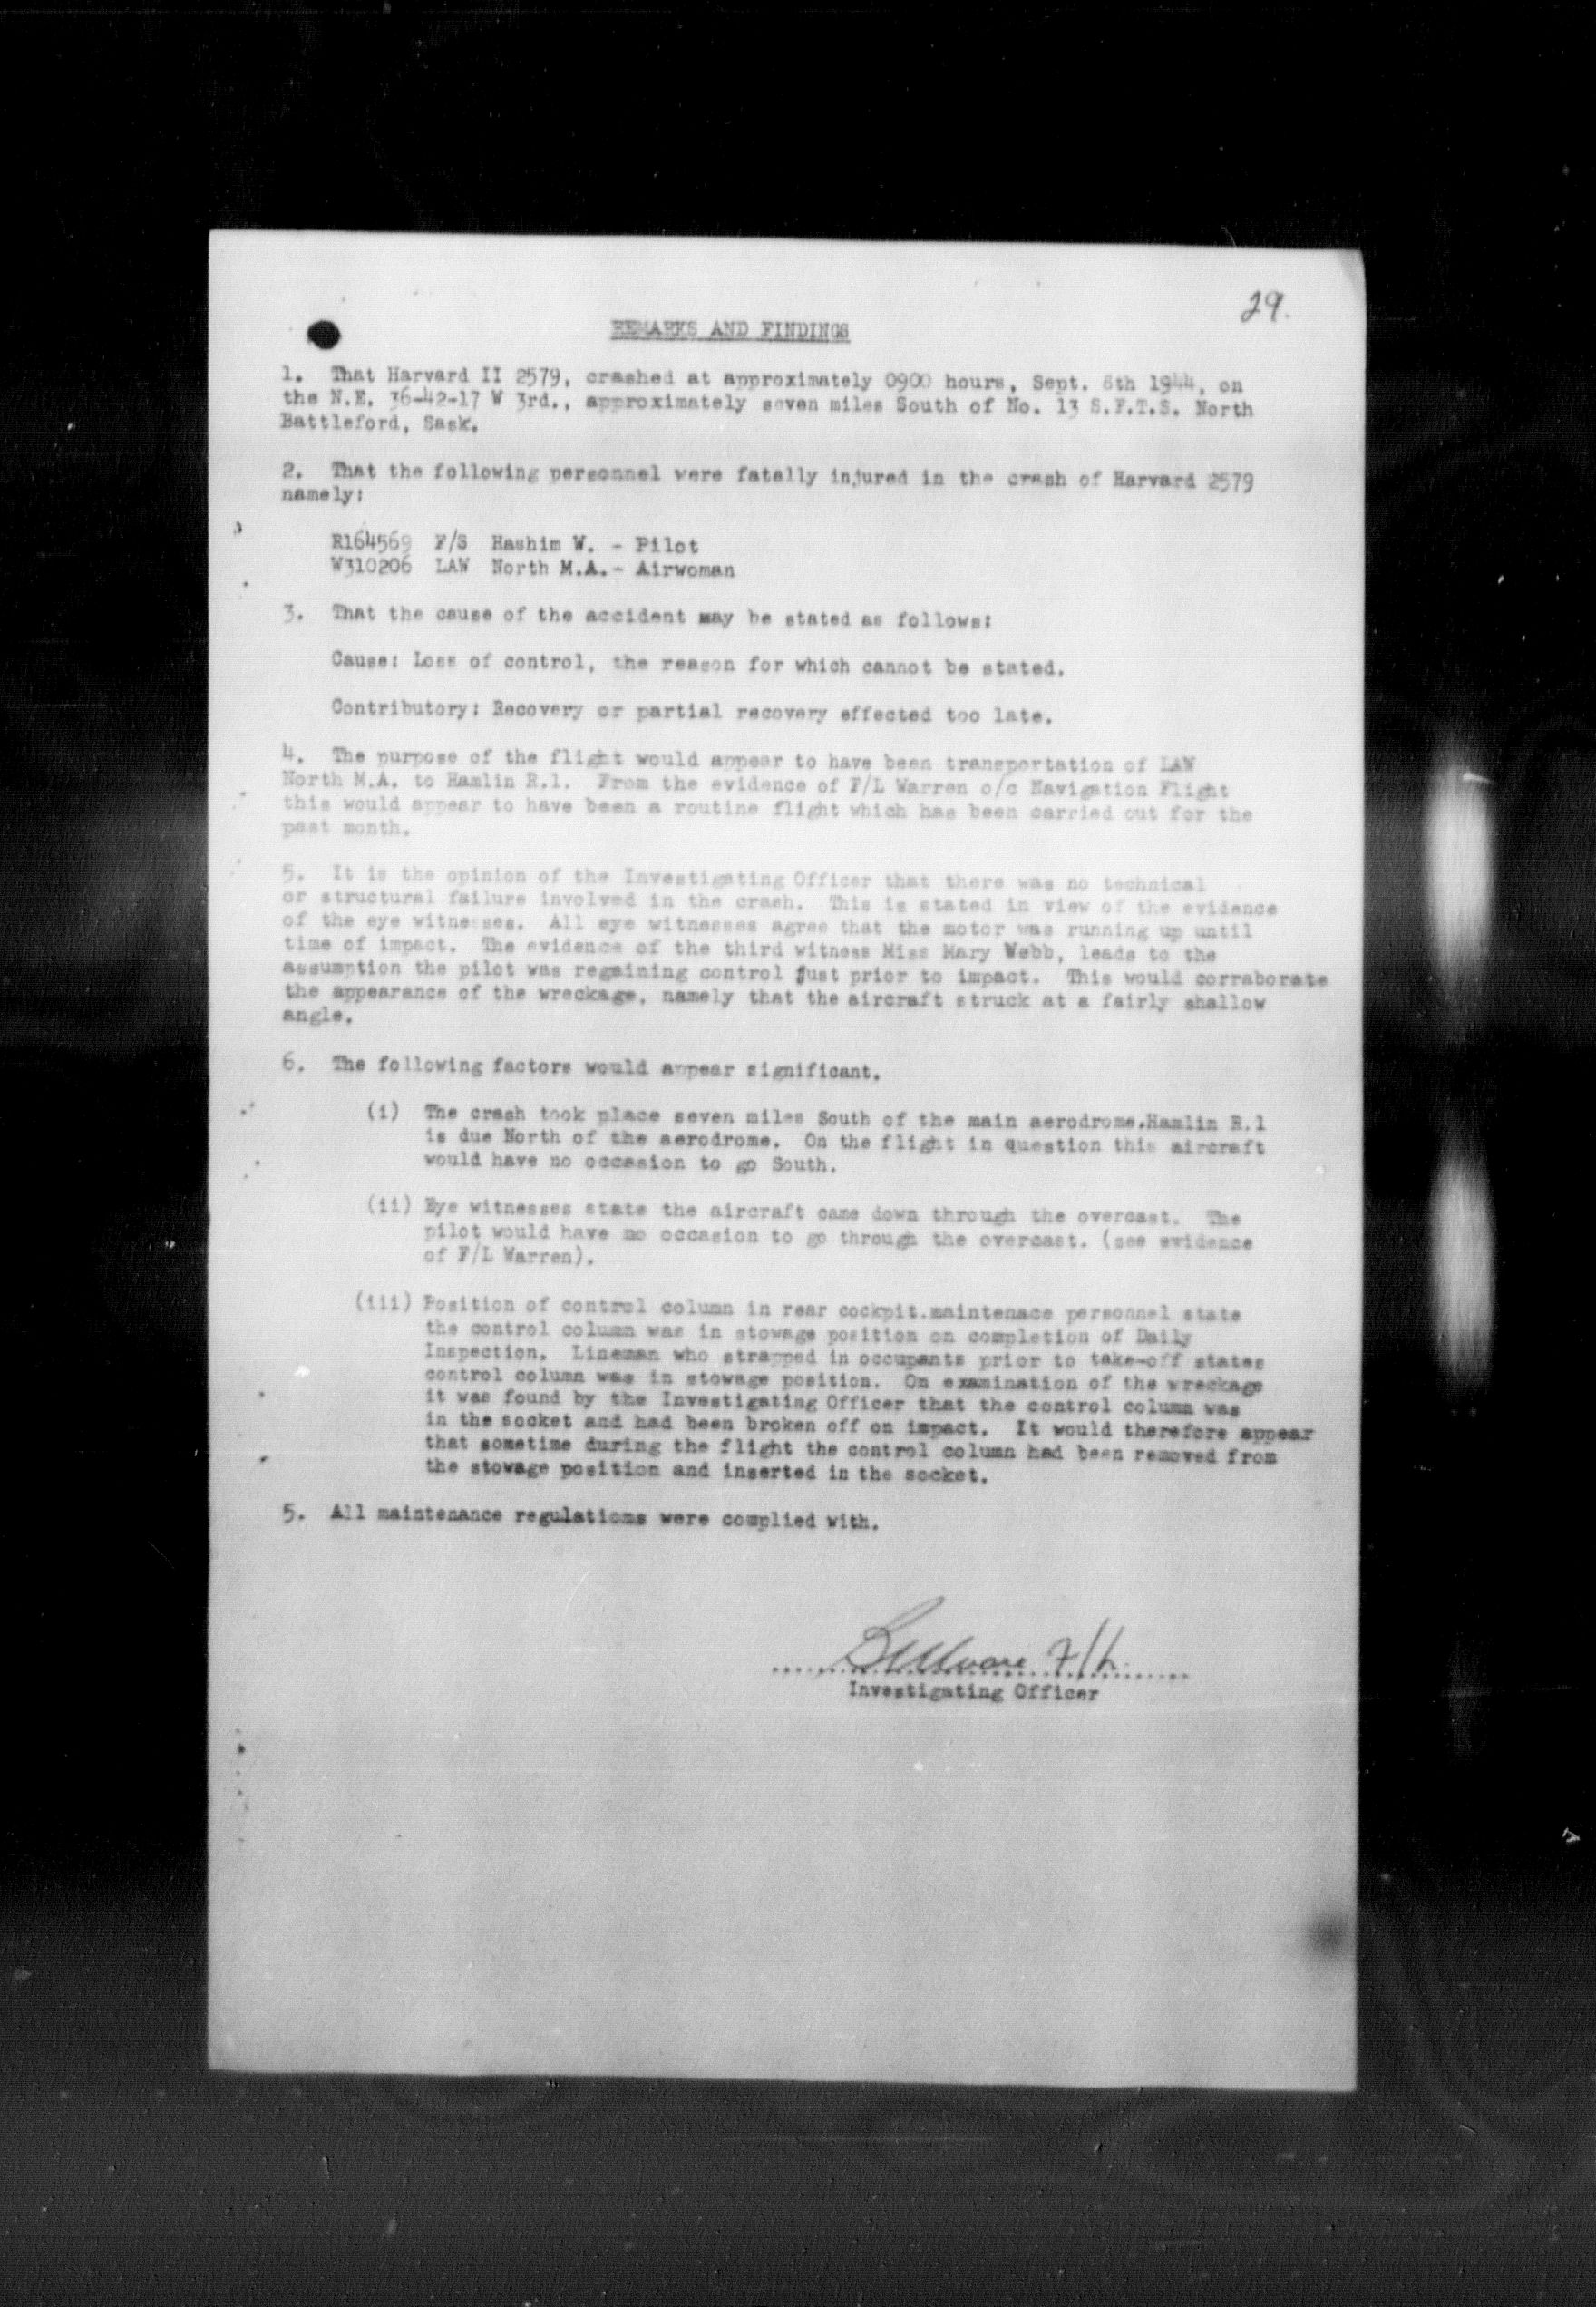 29.
REMARKS AND FINDINGS
1. That Harvard II 2579, crashed at approximately 0900 hours, Sept. 8th 1944, on
the N.E. 36-42-17 W 3rd., approximately seven miles South of No. 13 S.F.T.S. North
Battleford, Sask.
2. That the following personnel were fatally injured in the crash of Harvard 2579
namely:
R164569 F/S Hashim W. - Pilot
W310206 LAW North M.A.- Airwoman
3. That the cause of the accident may be stated as follows:
Cause: Loss of control, the reason for which cannot be stated.
Contributory: Recovery or partial recovery effected too late.
4. The purpose of the flight would appear to have been transportation of LAW
North M.A. to Hamlin R.1. From the evidence of F/L Warren o/c Navigation Flight
this would appear to have been a routine flight which has been carried out for the
past month.
5. It is the opinion of the Investigating Officer that there was no technical
or structural failure involved in the crash. This is stated in view of the evidence
of the eye witnesses. All eye witnesses agree that the motor was running up until
time of impact. The evidence of the third witness Miss Mary Webb, leads to the
assumption the pilot was regaining control just prior to impact. This would corraborate
the appearance of the wreckage, namely that the aircraft struck at a fairly shallow
angle.
6. The following factors would appear significant.
(i) The crash took place seven miles South of the main aerodrome.Hamlin R.1
is due North of the aerodrome. On the flight in question this aircraft
would have no occasion to go South.
(ii) Eye witnesses state the aircraft came down through the overcast. The
pilot would have no occasion to go through the overcast. (see evidence
of F/L Warren).
(iii) Position of control column in rear cockpit.maintenace personnel state
the control column was in stowage position on completion of Daily
Inspection. Lineman who strapped in occupants prior to take-off states
control column was in stowage position. On examination of the wreckage
it was found by the Investigating Officer that the control column was
in the socket and had been broken off on impact. It would therefore appear
that sometime during the flight the control column had been removed from
the stowage position and inserted in the socket.
5. All maintenance regulations were complied with.
F/L
Investigating Officer